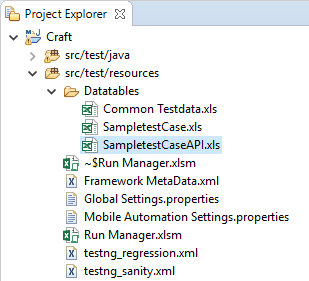 Project Explorer
Craft
src/test/java
src/test/resources
Datatables
Common Testdata.xls
SampletestCase.xls
SampletestCaseAPI.xls
~$Run Manager.xlsm
Framework MetaData.xml
Global Settings.properties
Mobile Automation Settings.properties
Run Manager.xlsm
testng_regression.xml
testng_sanity.xml